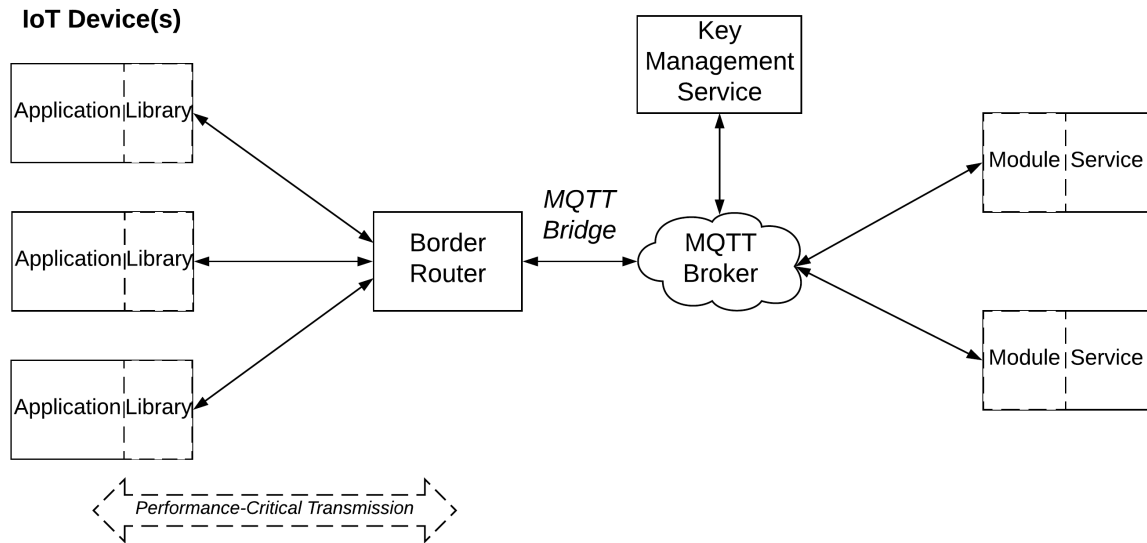 IoT Device(s)
Application Library
Application Library
Application Library
Performance-Critical Transmission
Border
Router
MQTT
Bridge
Key
Management
Service
MQTT
Broker
Module Service
Module Service